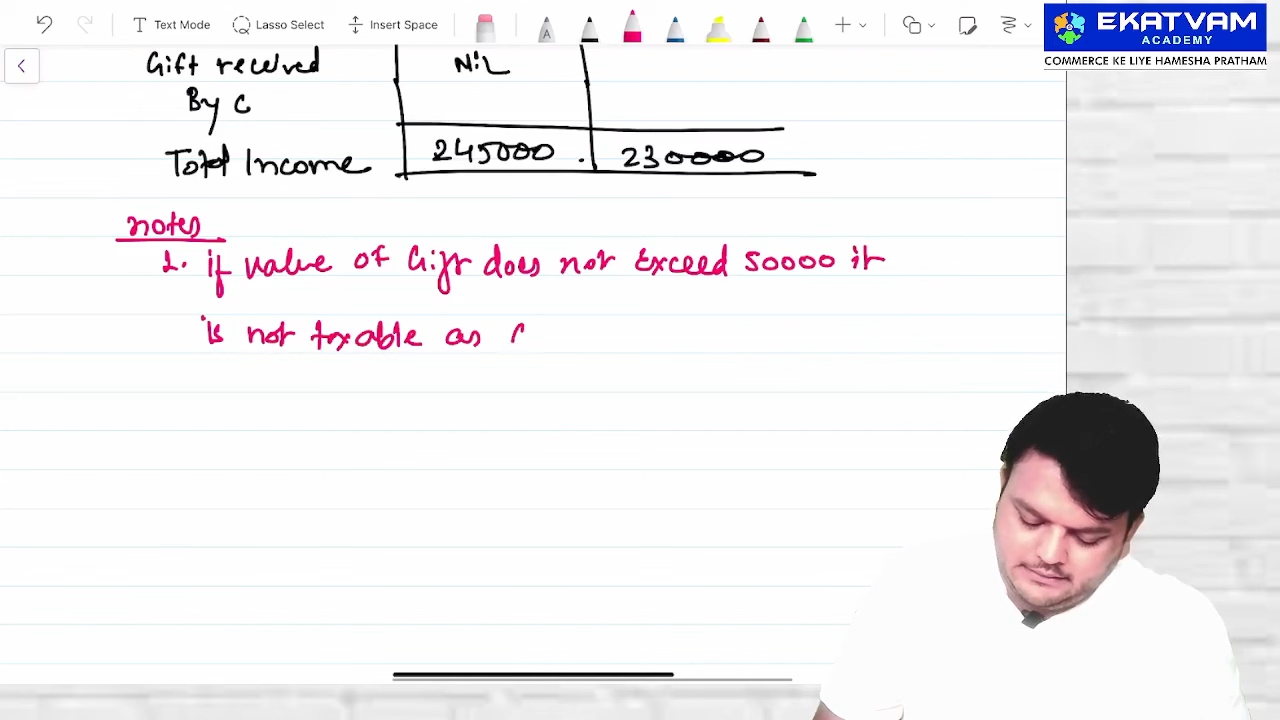 Text Mode Lasso Select Insert Space
EKATVAM
ACADEMY
COMMERCE KE LIYE HAMESHA PRATHAM
Gift received NIL
By C
Total Income 245000 . 230000
notes
1. if value of Gift does not Exceed 50000 it
is not taxable as